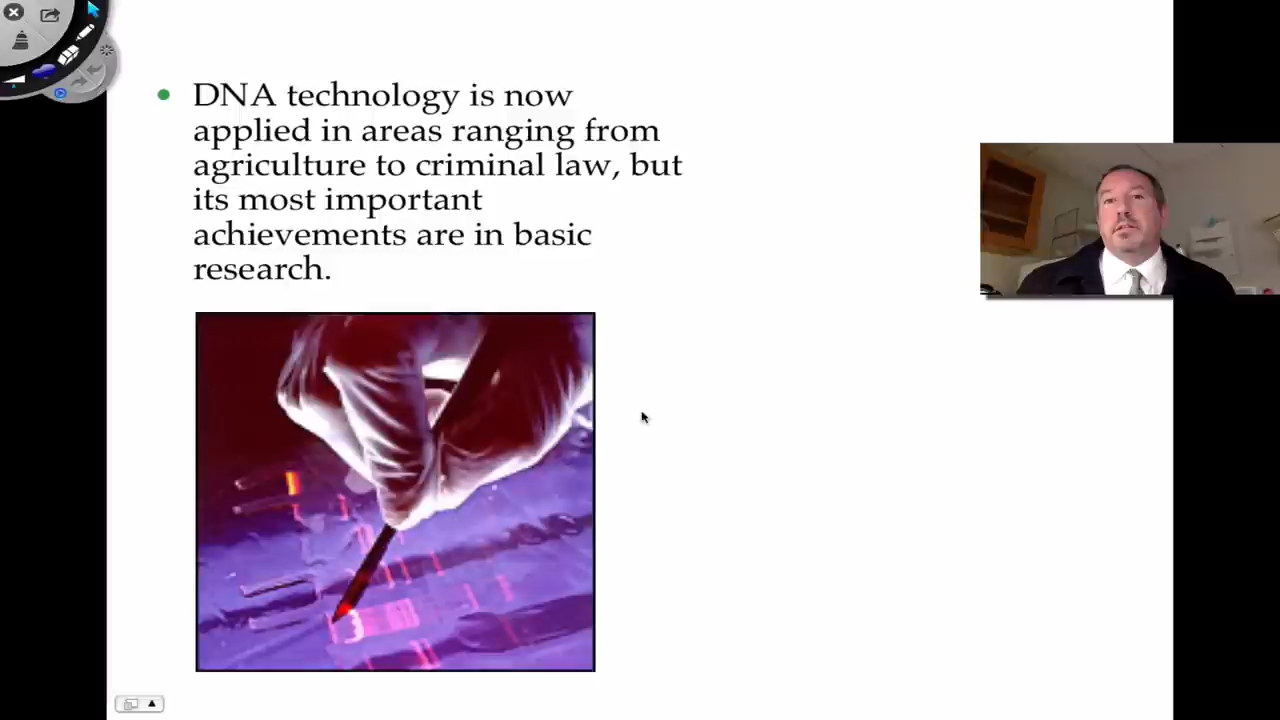 DNA technology is now
applied in areas ranging from
agriculture to criminal law, but
its most important
achievements are in basic
research.